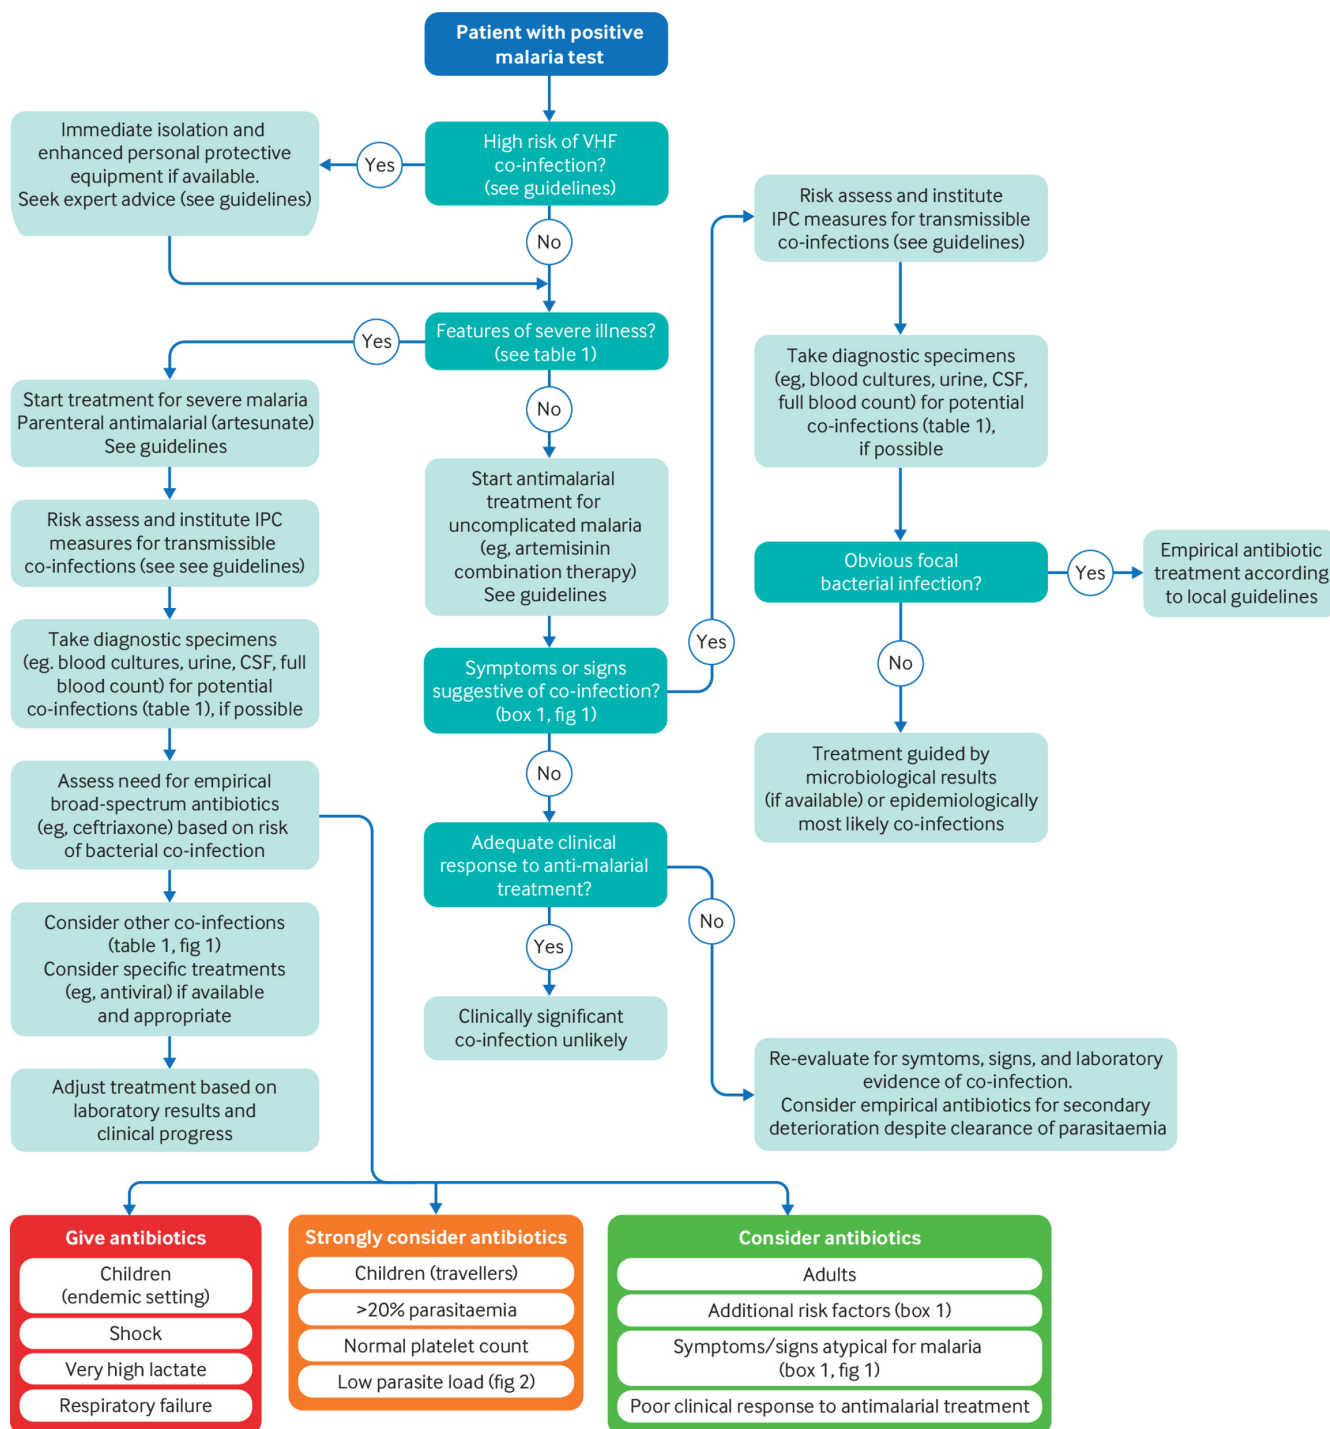 Patient with positive
malaria test
Immediate isolation and
enhanced personal protective
equipment if available.
Seek expert advice (see guidelines)
Yes
High risk of VHF
co-infection?
(see guidelines)
No
Features of severe illness?
(see table 1)
Yes
Start treatment for severe malaria
Parenteral antimalarial (artesunate)
See guidelines
Risk assess and institute IPC
measures for transmissible
co-infections (see see guidelines)
Take diagnostic specimens
(eg. blood cultures, urine, CSF, full
blood count) for potential
co-infections (table 1), if possible
Assess need for empirical
broad-spectrum antibiotics
(eg, ceftriaxone) based on risk
of bacterial co-infection
Consider other co-infections
(table 1, fig 1)
Consider specific treatments
(eg, antiviral) if available
and appropriate
Adjust treatment based on
laboratory results and
clinical progress
No
Start antimalarial
treatment for
uncomplicated malaria
(eg, artemisinin
combination therapy)
See guidelines
Symptoms or signs
suggestive of co-infection?
(box 1, fig 1)
Yes
No
Adequate clinical
response to anti-malarial
treatment?
Yes
No
Clinically significant
co-infection unlikely
Risk assess and institute
IPC measures for transmissible
co-infections (see guidelines)
Take diagnostic specimens
(eg, blood cultures, urine, CSF,
full blood count) for potential
co-infections (table 1),
if possible
Obvious focal
bacterial infection?
Yes
Empirical antibiotic
treatment according
to local guidelines
No
Treatment guided by
microbiological results
(if available) or epidemiologically
most likely co-infections
Re-evaluate for symtoms, signs, and laboratory
evidence of co-infection.
Consider empirical antibiotics for secondary
deterioration despite clearance of parasitaemia
Give antibiotics
Children
(endemic setting)
Shock
Very high lactate
Respiratory failure
Strongly consider antibiotics
Children (travellers)
>20% parasitaemia
Normal platelet count
Low parasite load (fig 2)
Consider antibiotics
Adults
Additional risk factors (box 1)
Symptoms/signs atypical for malaria
(box 1, fig 1)
Poor clinical response to antimalarial treatment